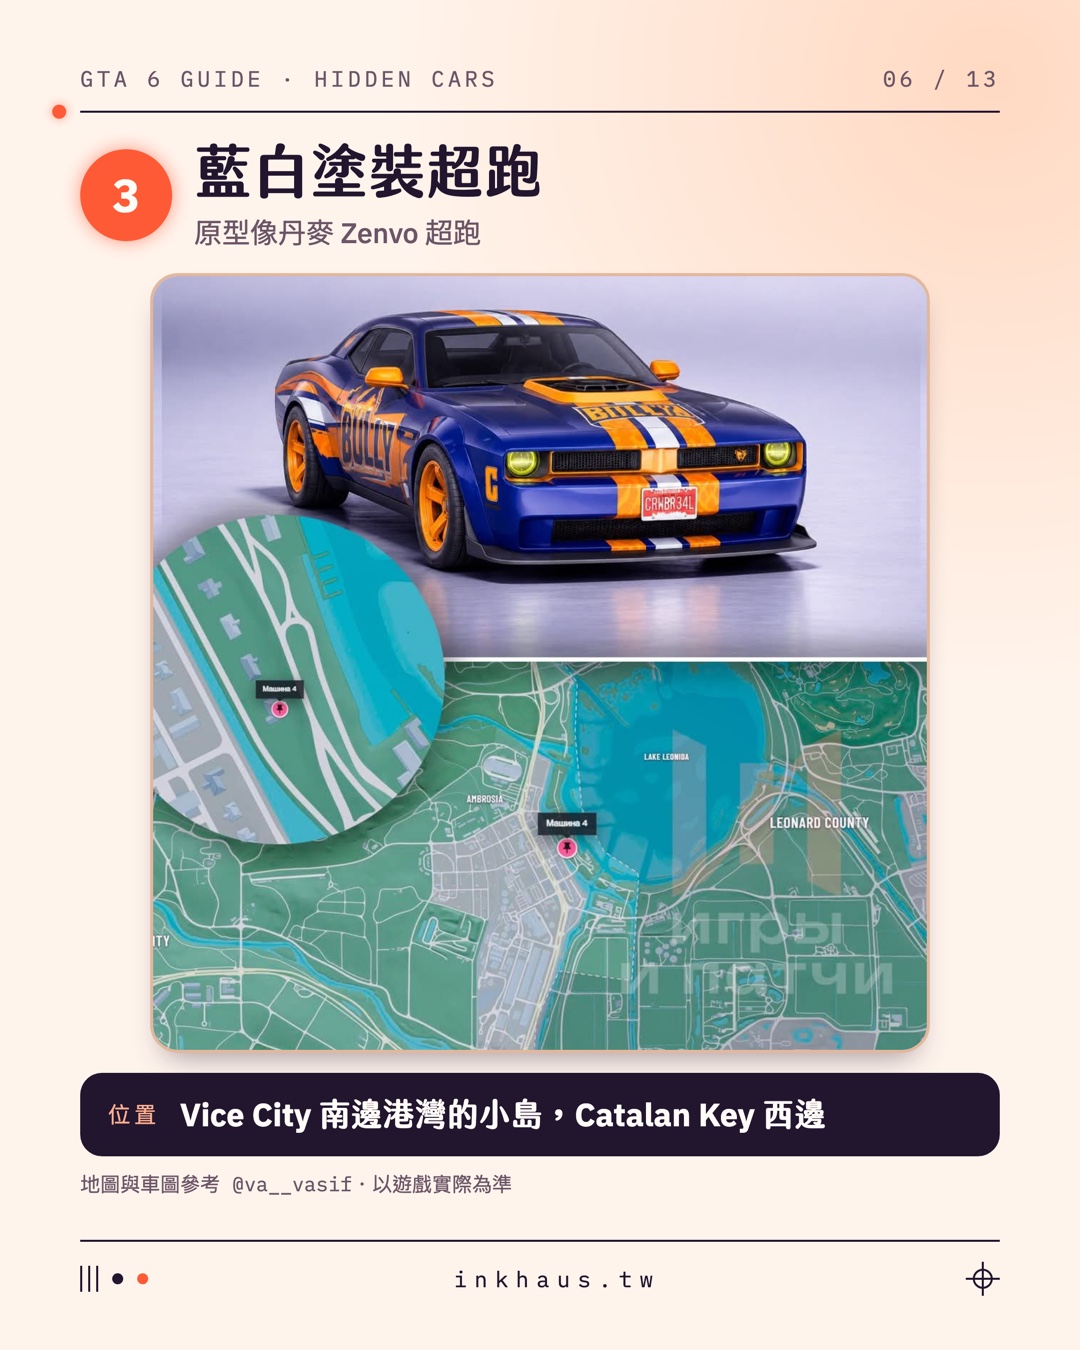 GTA 6 GUIDE · HIDDEN CARS
06 / 13
3
藍白塗裝超跑
原型像丹麥 Zenvo 超跑
BULLY
BULLY
C
CRWBR34L
Машина 4
LAKE LEONIDA
AMBROSIA
Машина 4
LEONARD COUNTY
игры
и патчи
ITY
位置 Vice City 南邊港灣的小島，Catalan Key 西邊
地圖與車圖參考 @va__vasif · 以遊戲實際為準
inkhaus.tw